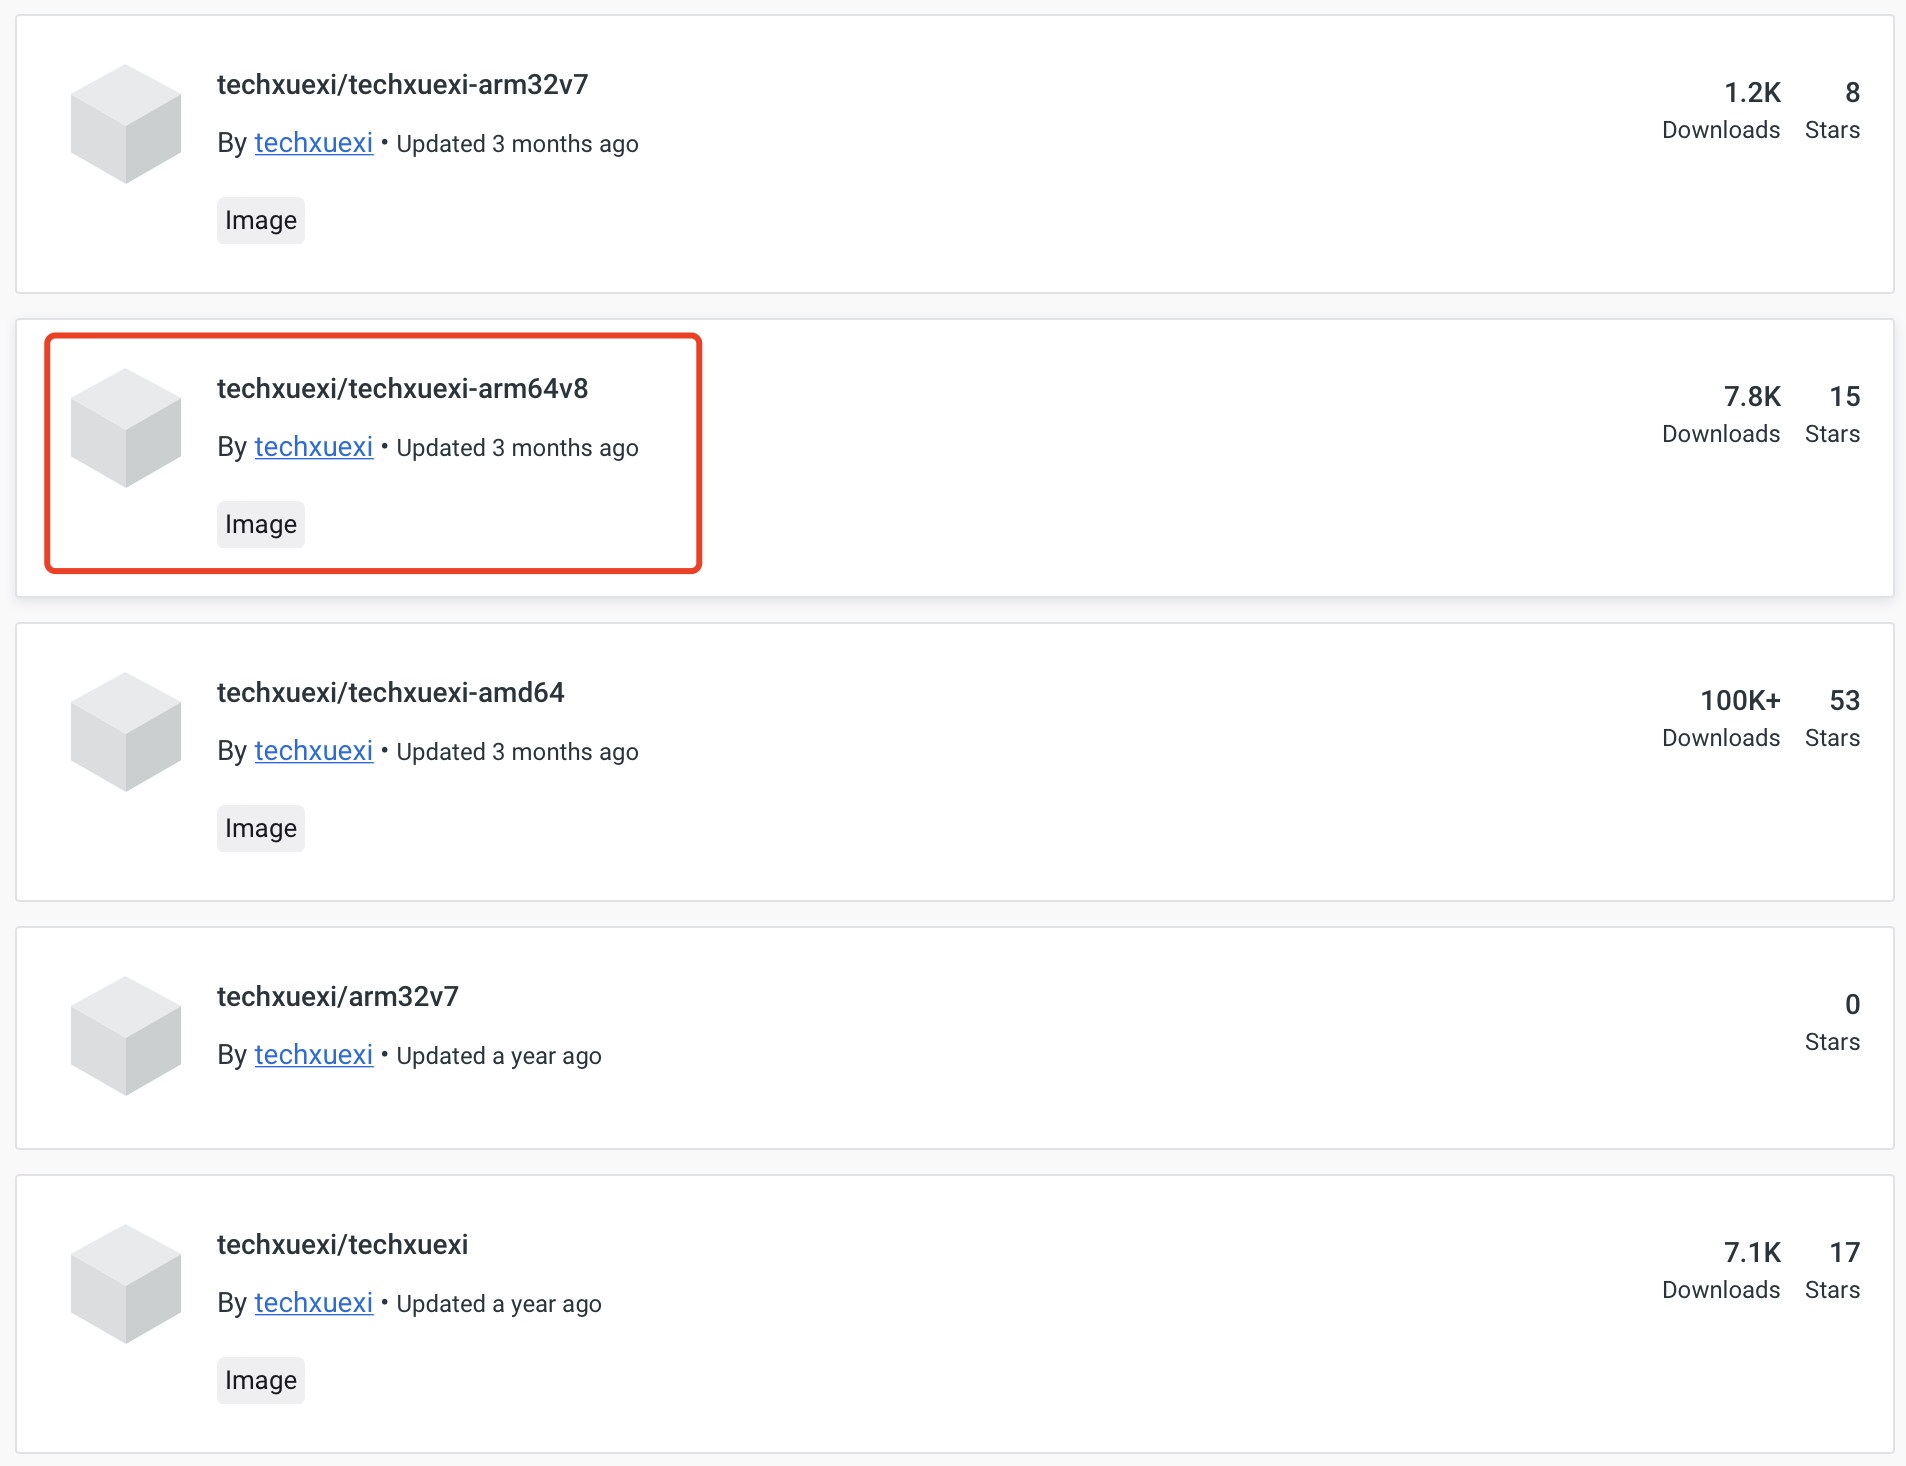 techxuexi/techxuexi-arm32v7
1.2K 8
By techxuexi • Updated 3 months ago
Downloads Stars
Image
techxuexi/techxuexi-arm64v8
7.8K 15
By techxuexi • Updated 3 months ago
Downloads Stars
Image
techxuexi/techxuexi-amd64
100K+ 53
By techxuexi • Updated 3 months ago
Downloads Stars
Image
techxuexi/arm32v7
0
By techxuexi • Updated a year ago
Stars
techxuexi/techxuexi
7.1K 17
By techxuexi • Updated a year ago
Downloads Stars
Image